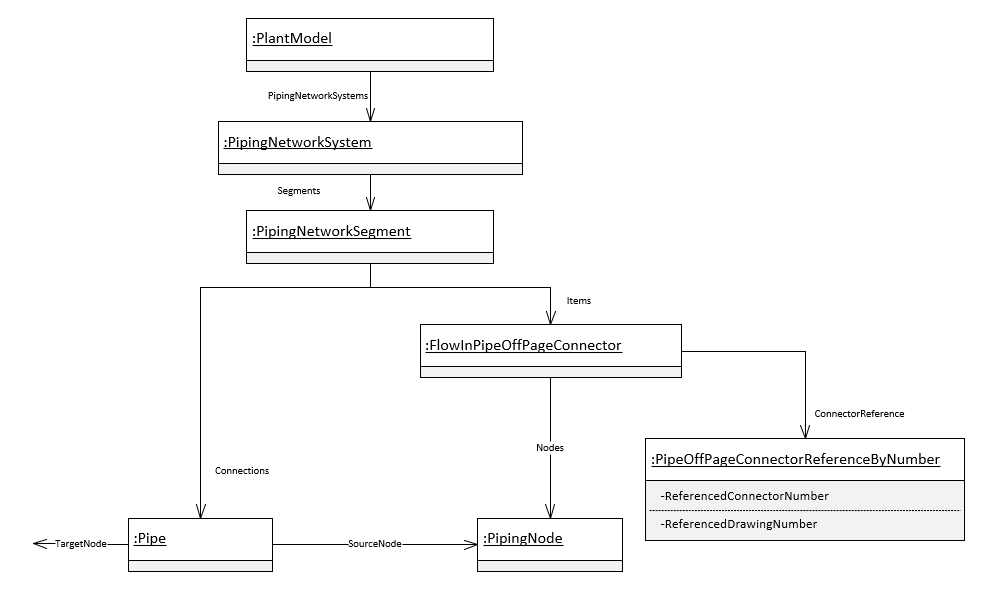 :PlantModel
PipingNetworkSystems
:PipingNetworkSystem
Segments
:PipingNetworkSegment
Items
:FlowInPipeOffPageConnector
ConnectorReference
Nodes
:PipeOffPageConnectorReferenceByNumber
Connections
-ReferencedConnectorNumber
-ReferencedDrawingNumber
TargetNode
:Pipe
SourceNode
:PipingNode